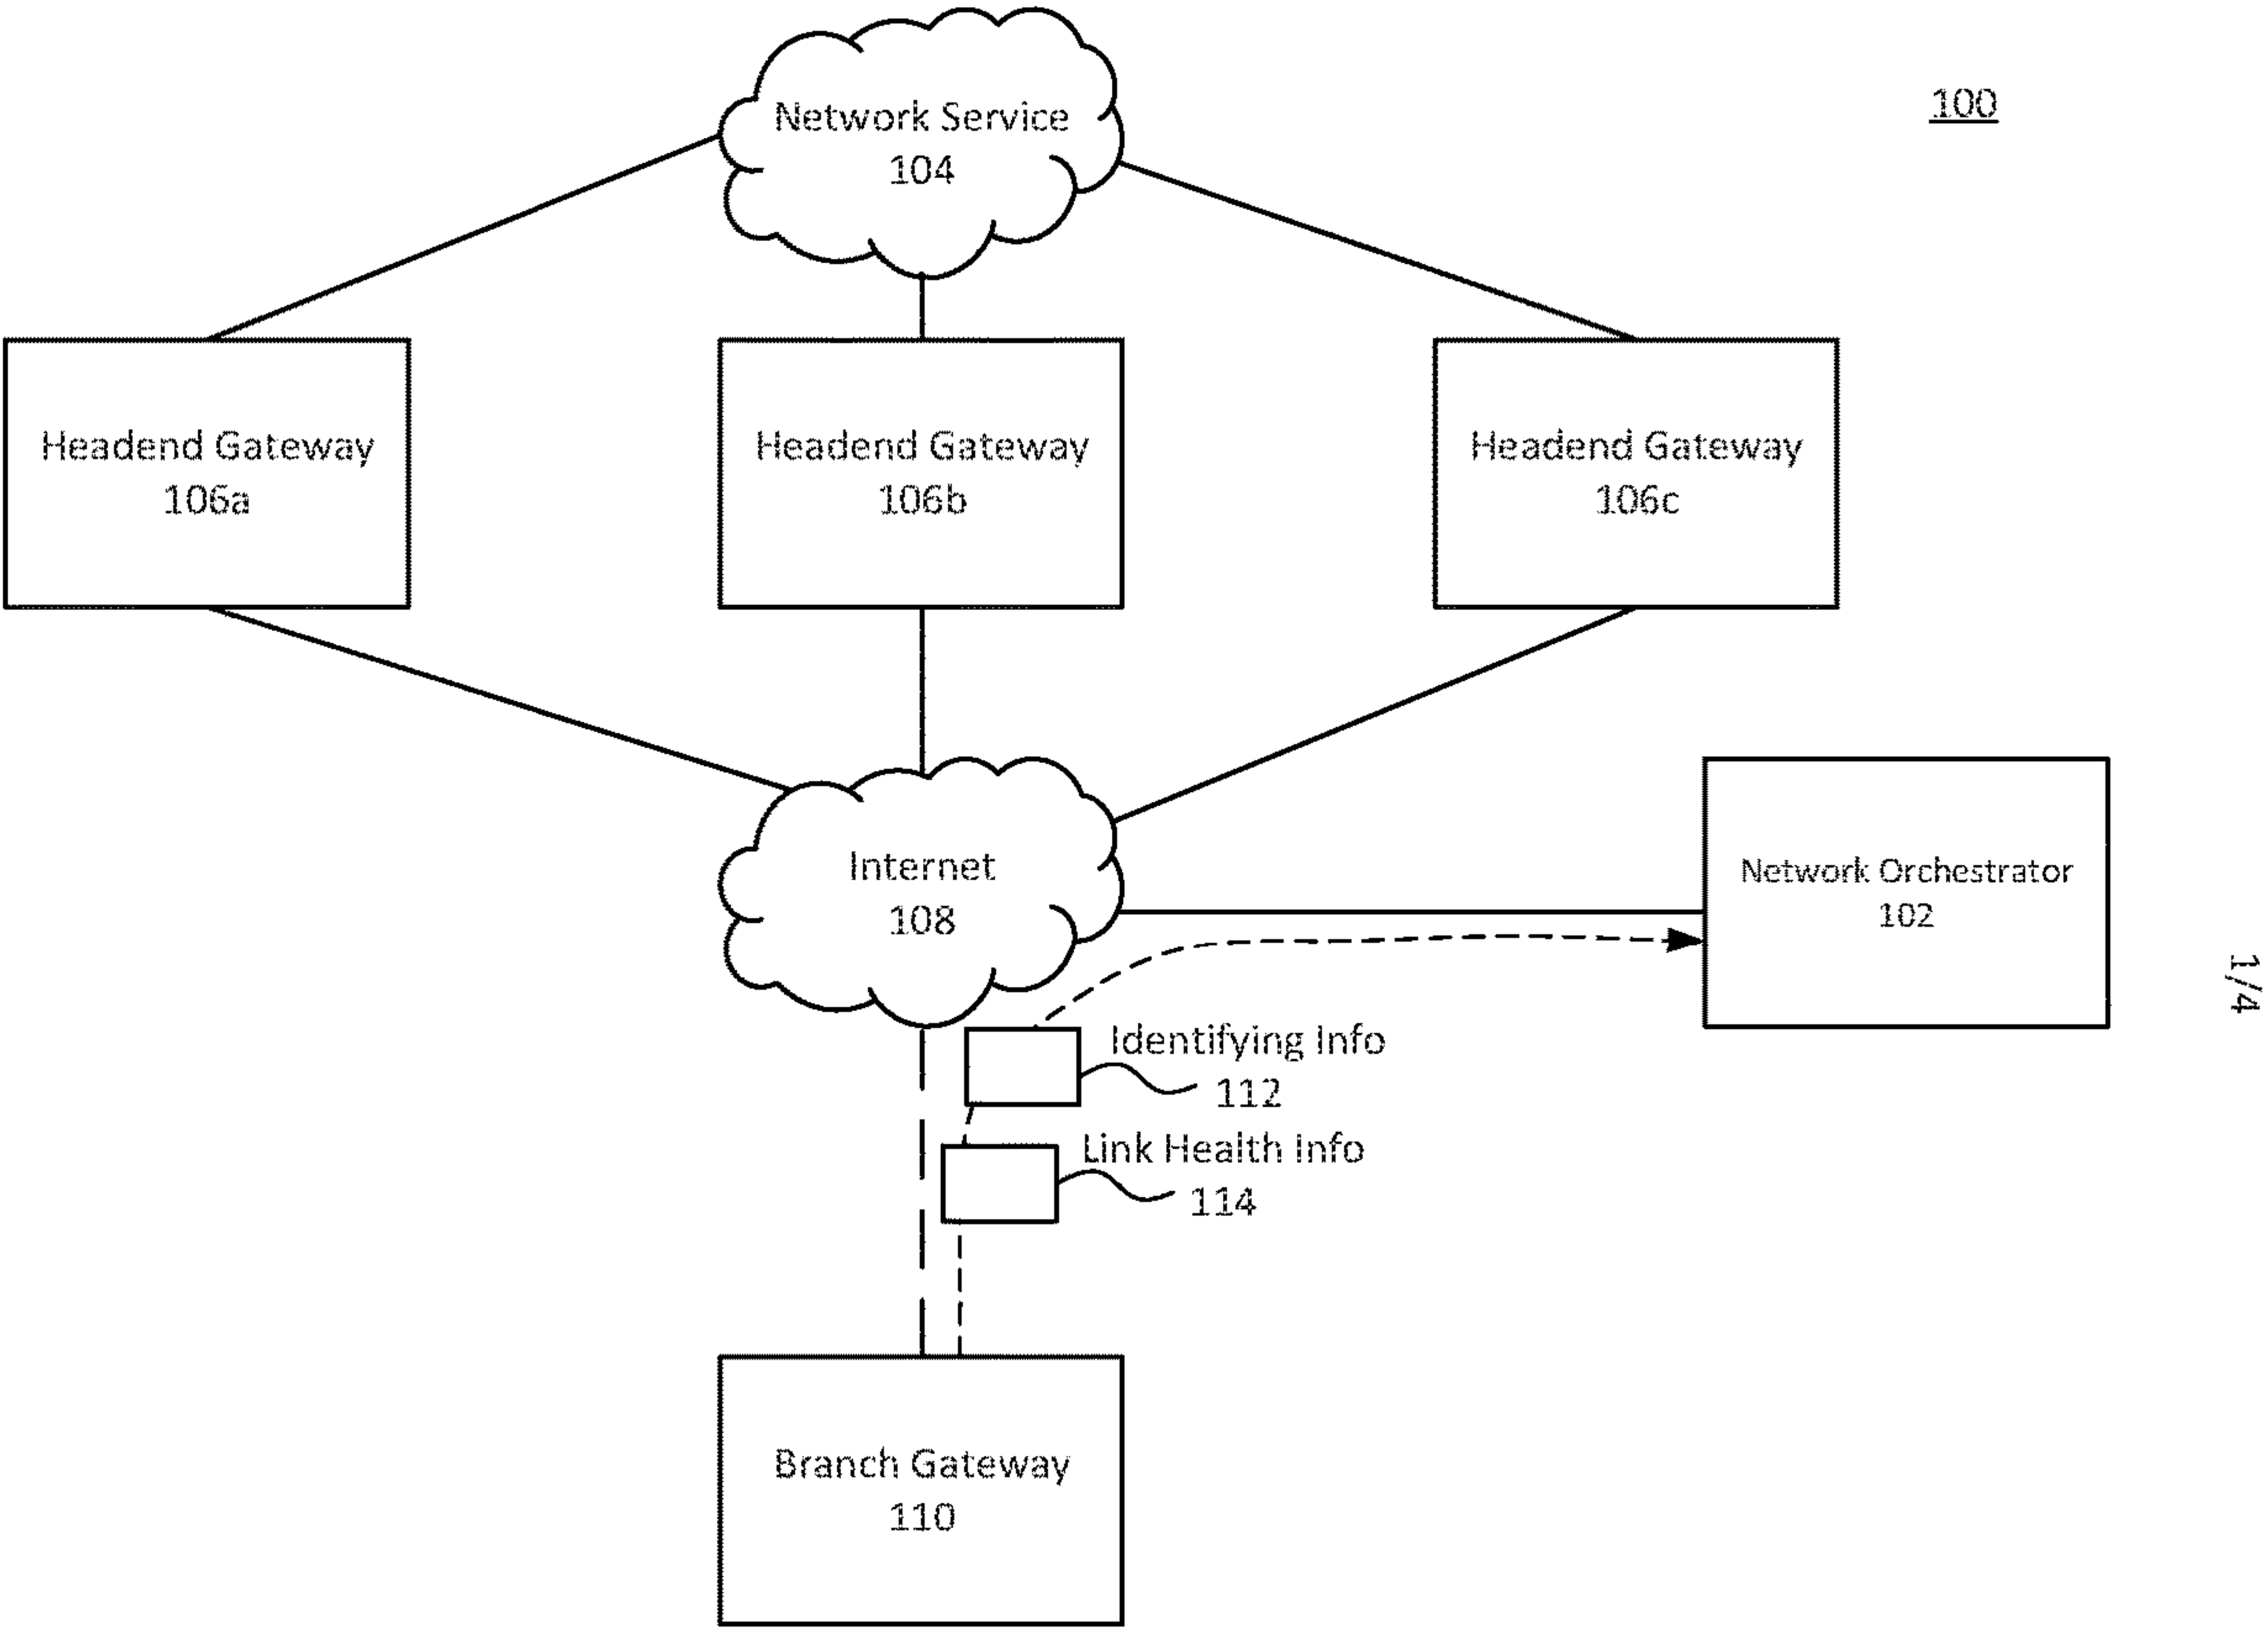 100
Network Service
104
Headend Gateway
106a
Headend Gateway
106b
Headend Gateway
106c
Internet
108
Network Orchestrator
102
1/4
Identifying Info
112
Link Health Info
114
Branch Gateway
110